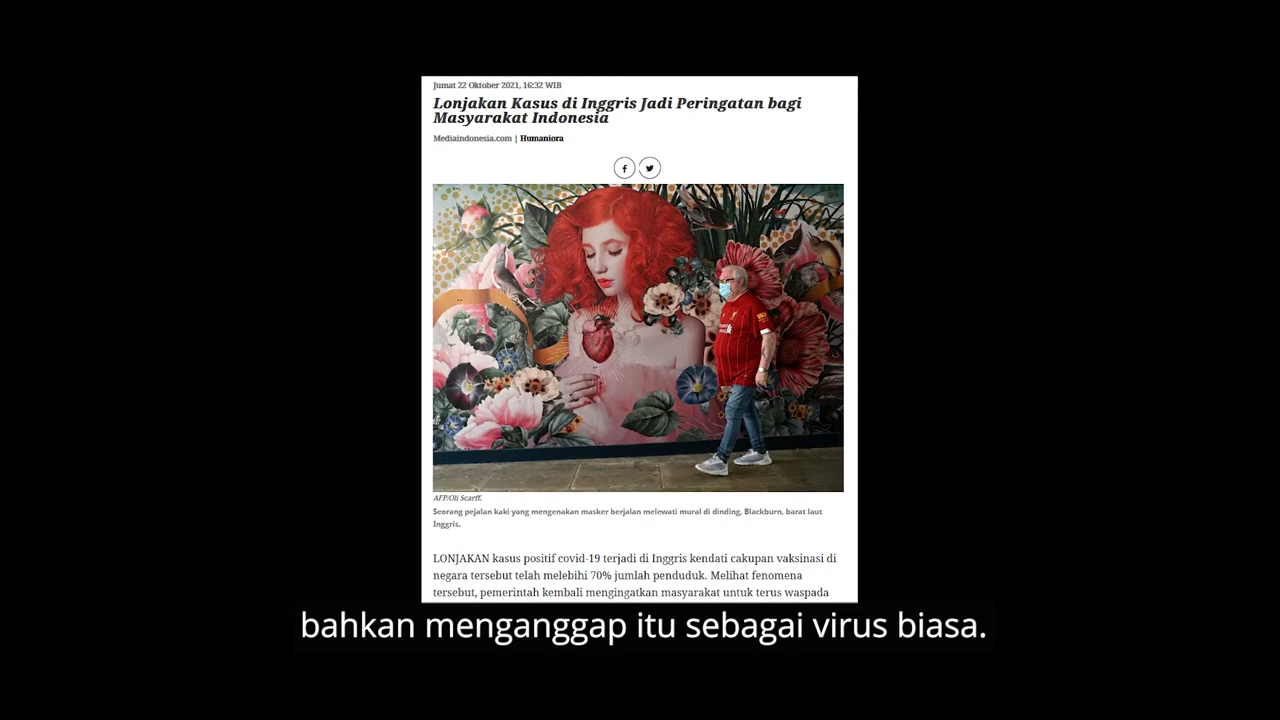 Jumat 22 Oktober 2021, 16:32 WIB
Lonjakan Kasus di Inggris Jadi Peringatan bagi
Masyarakat Indonesia
Mediaindonesia.com | Humaniora
AFP/Oli Scarff.
Seorang pejalan kaki yang mengenakan masker berjalan melewati mural di dinding, Blackburn, barat laut
Inggris.
LONJAKAN kasus positif covid-19 terjadi di Inggris kendati cakupan vaksinasi di
negara tersebut telah melebihi 70% jumlah penduduk. Melihat fenomena
tersebut, pemerintah kembali mengingatkan masyarakat untuk terus waspada
bahkan menganggap itu sebagai virus biasa.